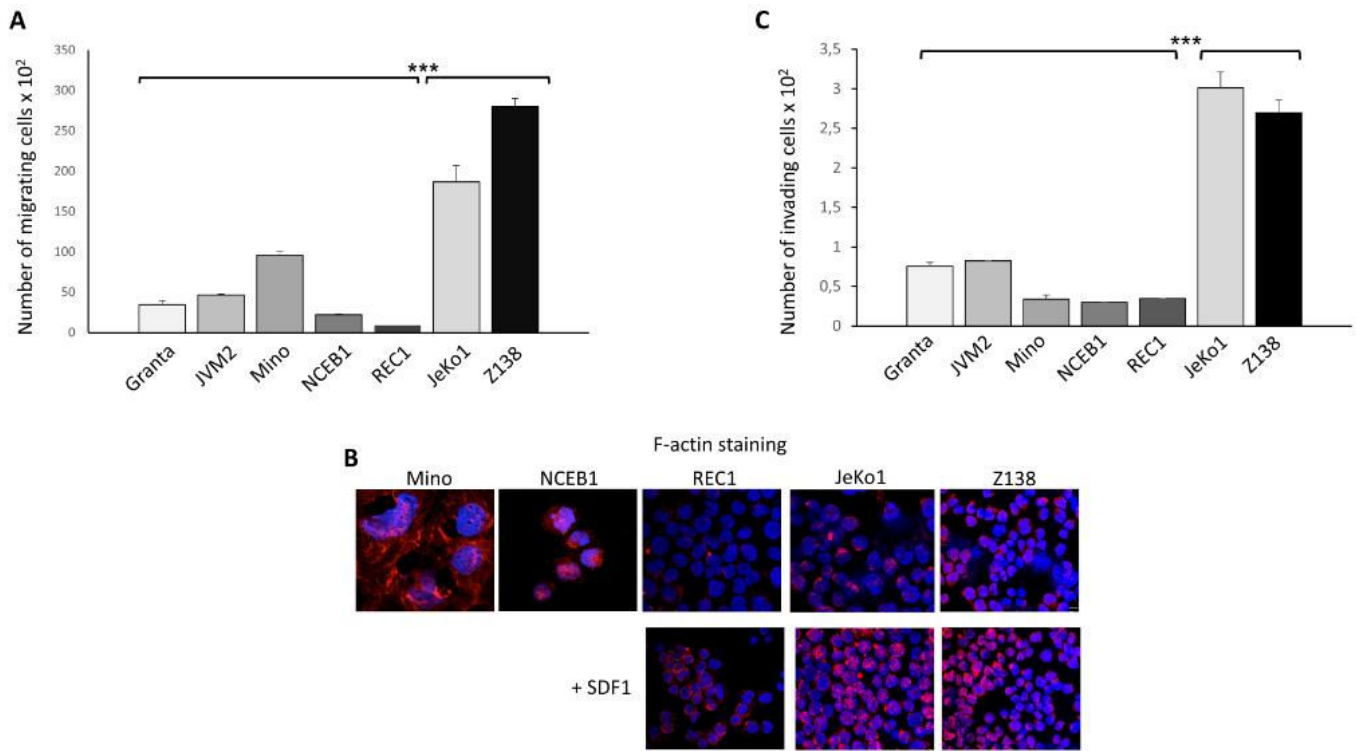 A
Number of migrating cells x 10²
350
300
250
200
150
100
50
0
***
Granta
JVM2
Mino
NCEB1
REC1
JeKo1
Z138
C
Number of invading cells x 10²
3,5
3
2,5
2
1,5
1
0,5
0
***
Granta
JVM2
Mino
NCEB1
REC1
JeKo1
Z138
F-actin staining
B
Mino NCEB1 REC1 JeKo1 Z138
+ SDF1